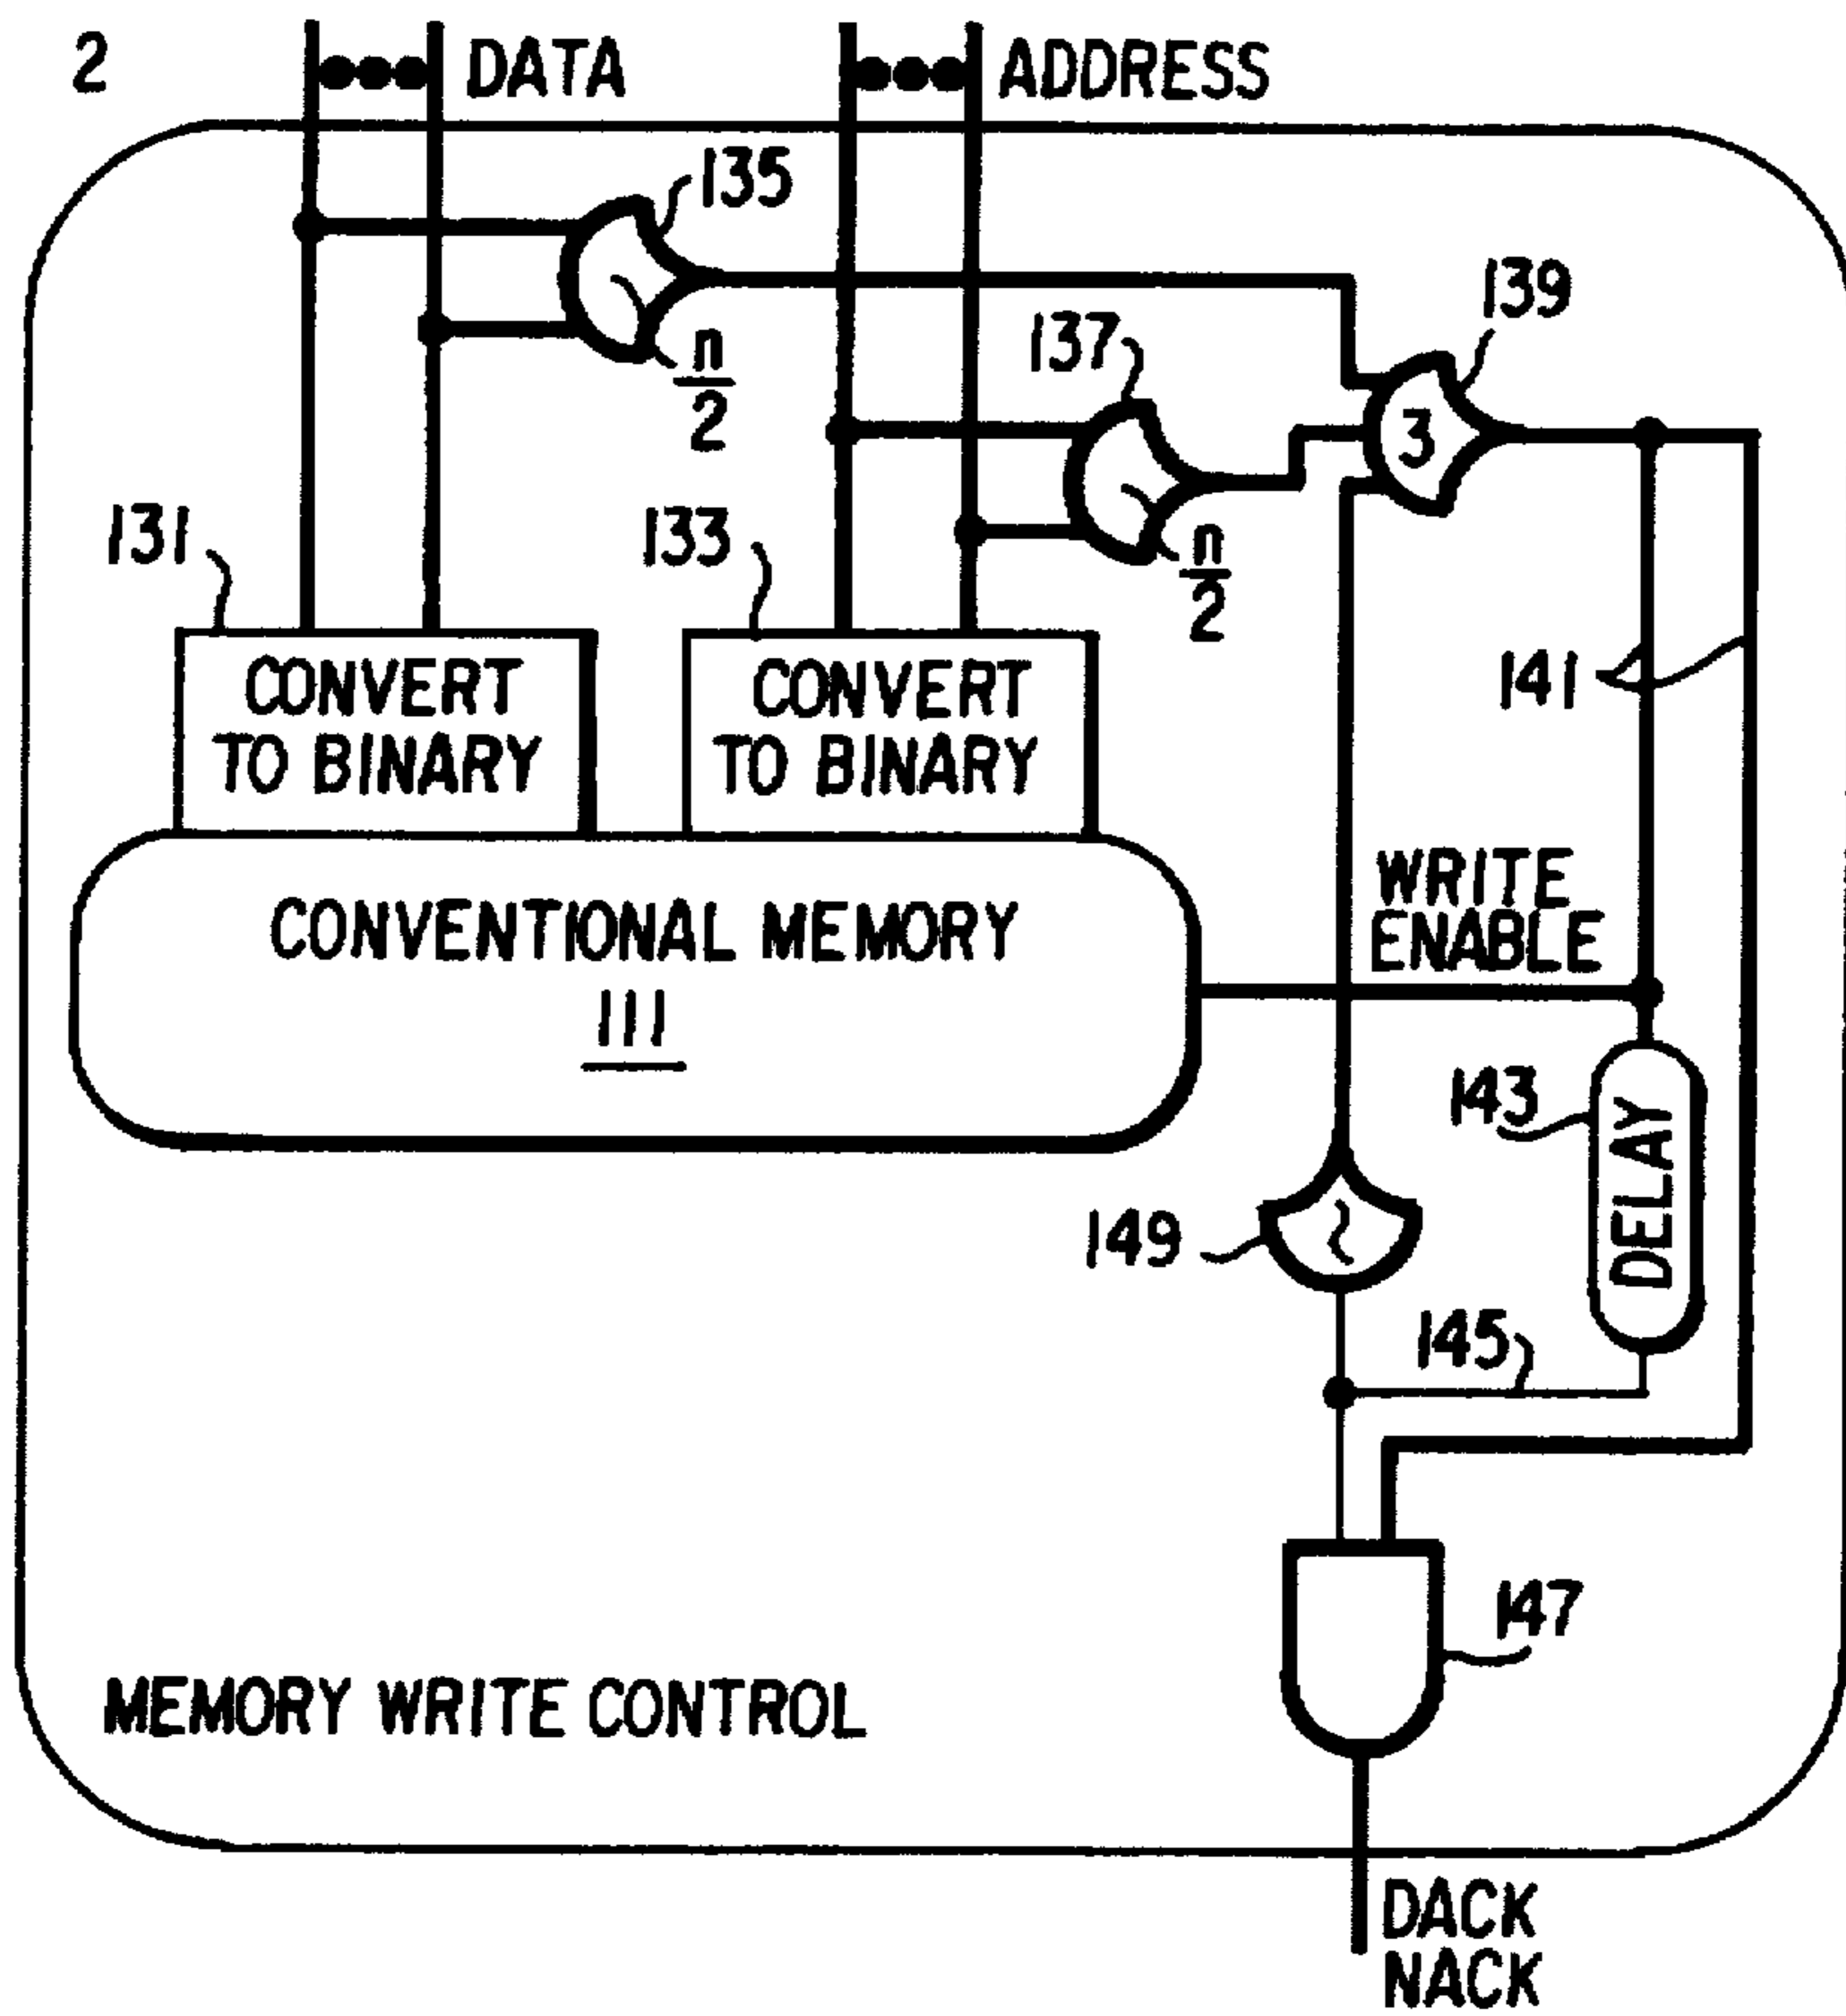 2
DATA
ADDRESS
135
139
137
n
2
3
131
133
n
2
141
CONVERT
TO BINARY
CONVERT
TO BINARY
WRITE
ENABLE
CONVENTIONAL MEMORY
111
143
DELAY
149
145
147
MEMORY WRITE CONTROL
DACK
NACK